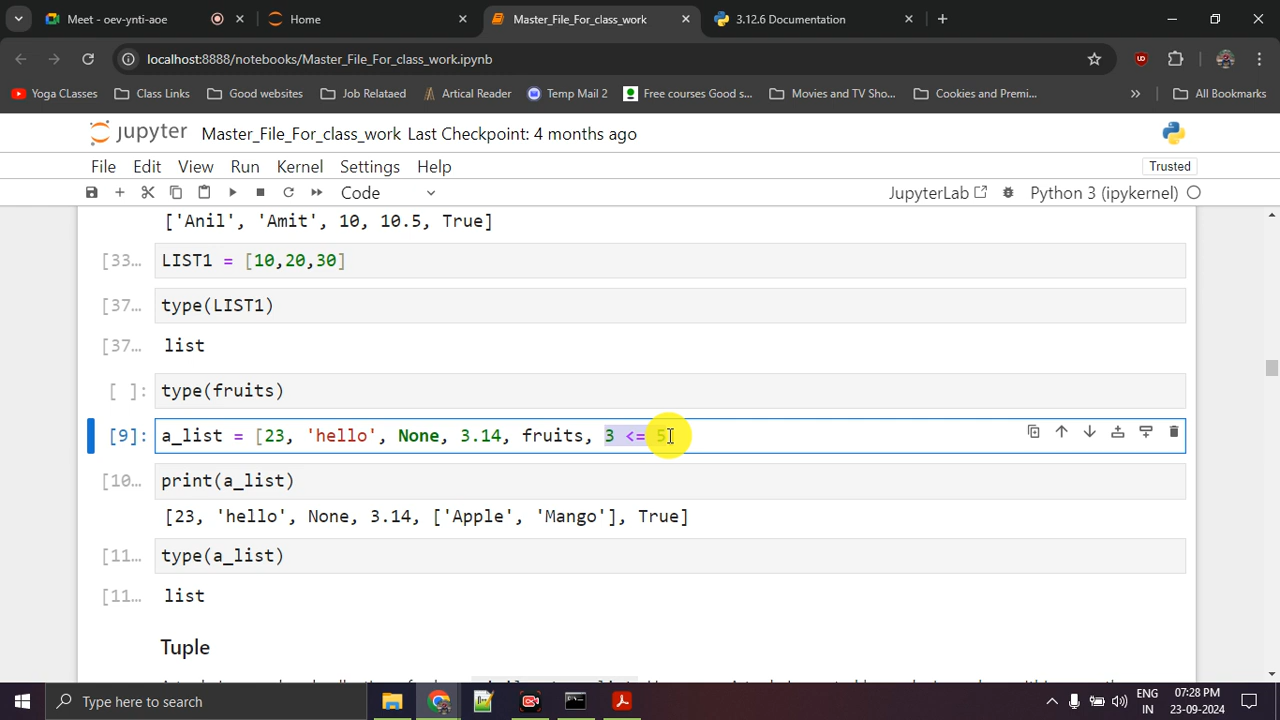 Meet - oev-ynti-aoe
Home
Master_File_For_class_work
3.12.6 Documentation
localhost:8888/notebooks/Master_File_For_class_work.ipynb
Yoga CLasses
Class Links
Good websites
Job Relataed
Artical Reader
Temp Mail 2
Free courses Good s...
Movies and TV Sho...
Cookies and Premi...
All Bookmarks
jupyter Master_File_For_class_work Last Checkpoint: 4 months ago
File Edit View Run Kernel Settings Help
Trusted
Code
JupyterLab
Python 3 (ipykernel)
['Anil', 'Amit', 10, 10.5, True]
[33... LIST1 = [10,20,30]
[37... type(LIST1)
[37... list
[ ]: type(fruits)
[9]: a_list = [23, 'hello', None, 3.14, fruits, 3 <= 5]
[10... print(a_list)
[23, 'hello', None, 3.14, ['Apple', 'Mango'], True]
[11... type(a_list)
[11... list
Tuple
Type here to search
ENG
IN
07:28 PM
23-09-2024